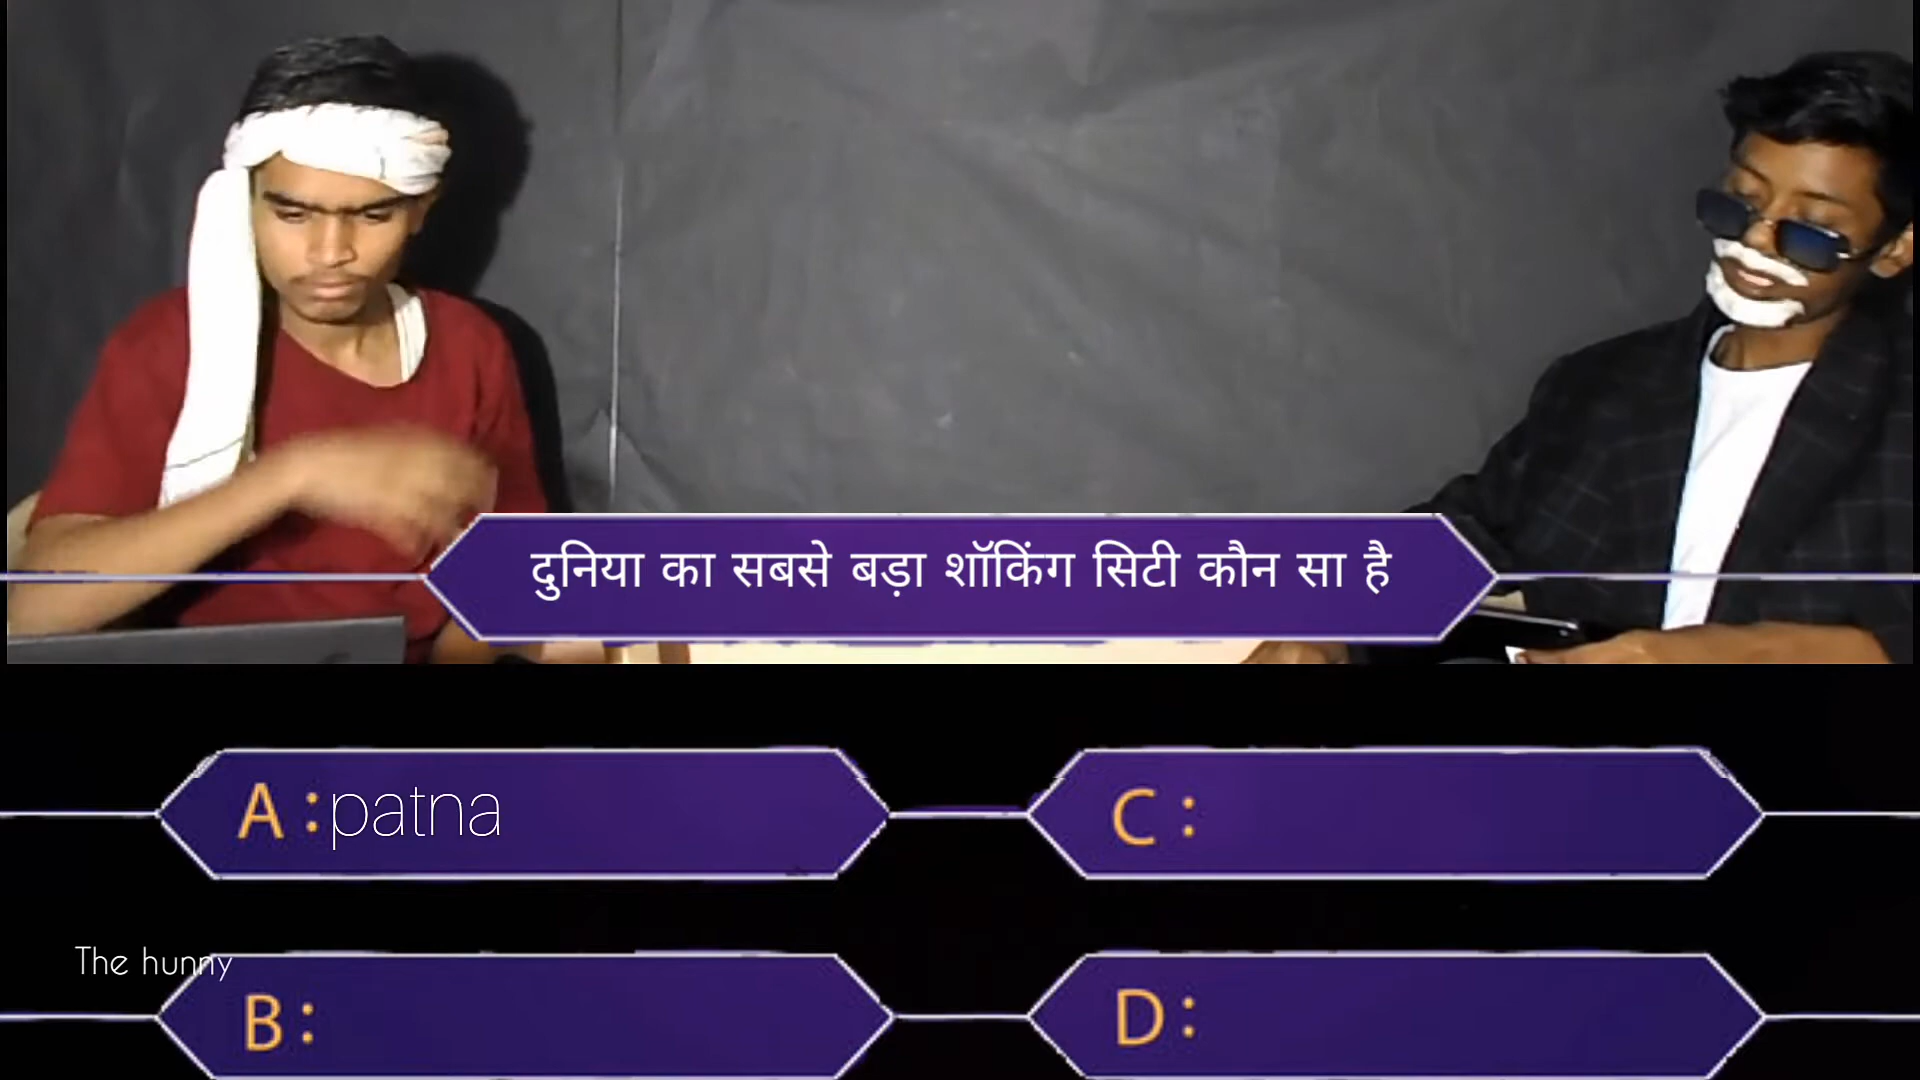 दुनिया का सबसे बड़ा शॉकिंग सिटी कौन सा है
A : patna
C :
The hunny
B :
D :